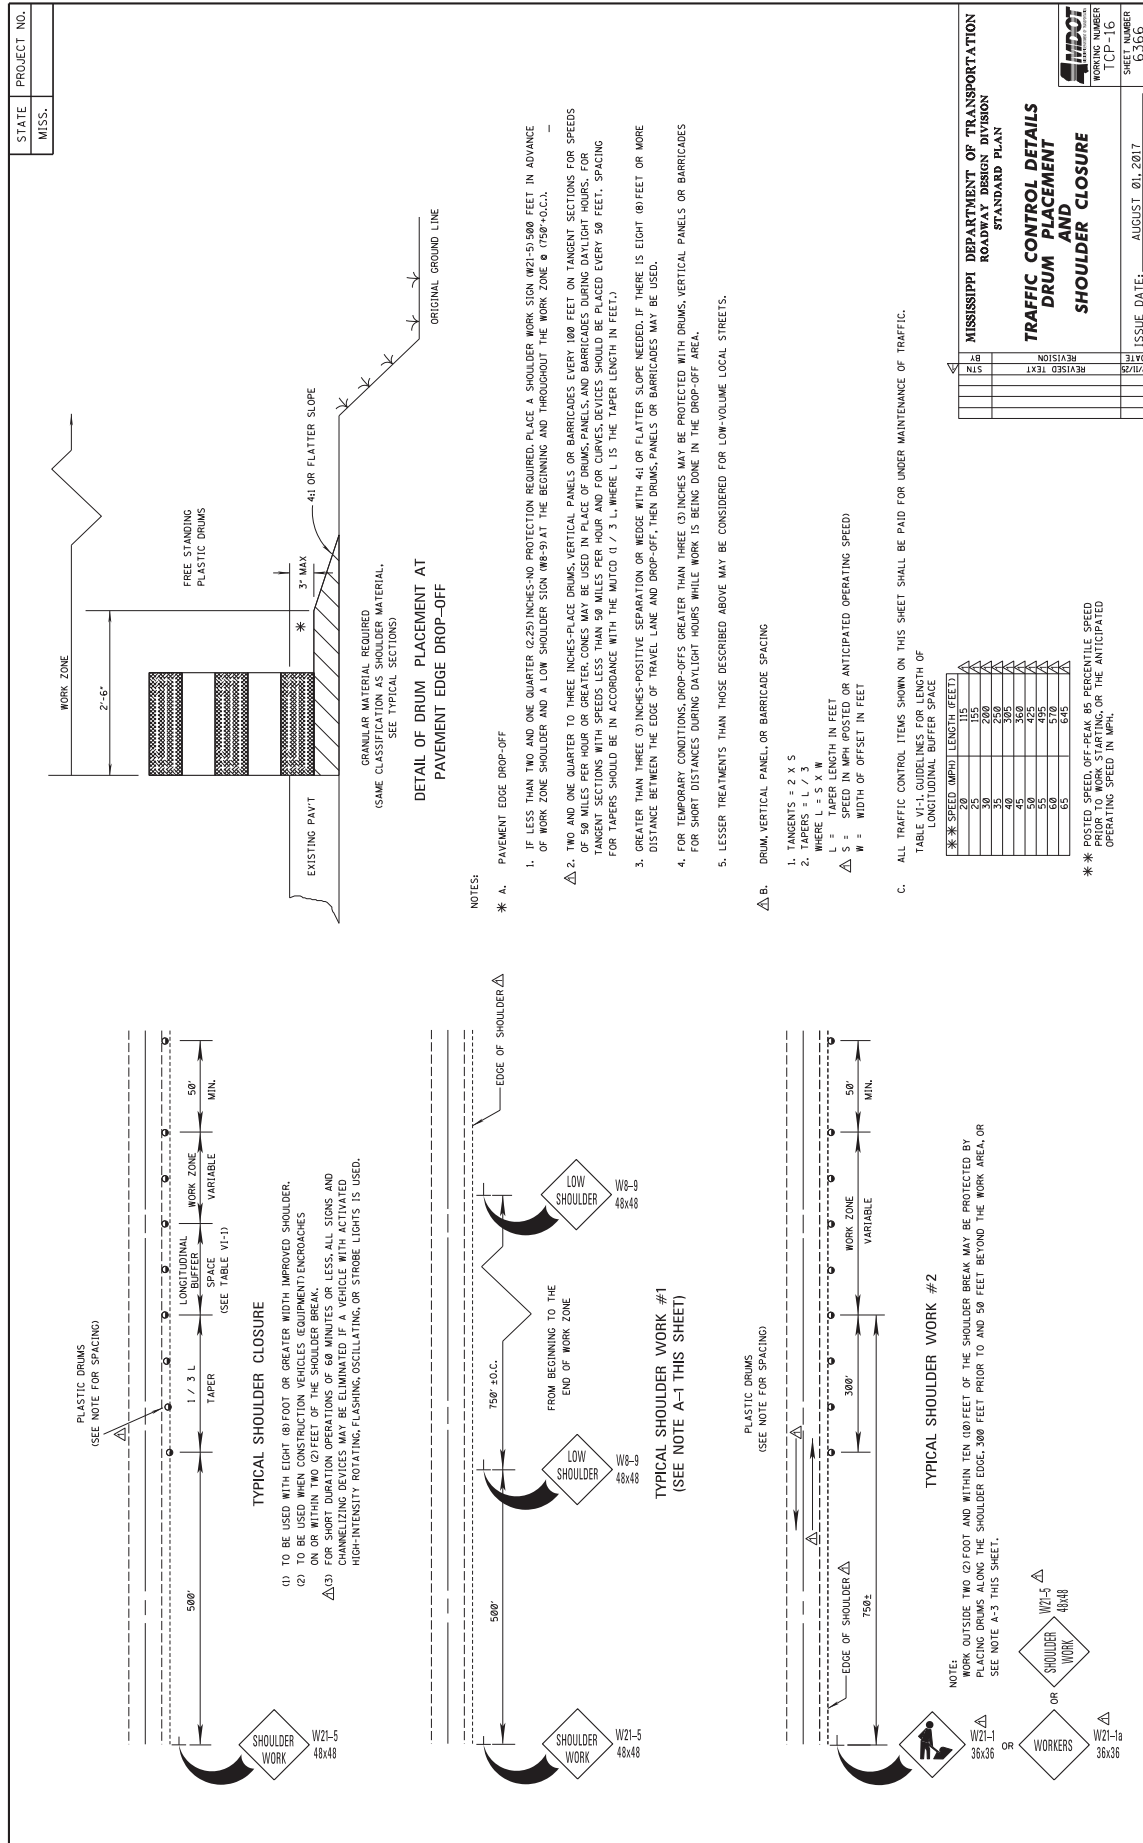 STATE PROJECT NO.
MISS.
PLASTIC DRUMS
(SEE NOTE FOR SPACING)
500'
1 / 3 L
TAPER
LONGITUDINAL
BUFFER
SPACE
(SEE TABLE VI-1)
WORK ZONE
VARIABLE
50'
MIN.
SHOULDER
WORK
W21-5
48x48
TYPICAL SHOULDER CLOSURE
(1) TO BE USED WITH EIGHT (8) FOOT OR GREATER WIDTH IMPROVED SHOULDER.
(2) TO BE USED WHEN CONSTRUCTION VEHICLES (EQUIPMENT) ENCROACHES
ON OR WITHIN TWO (2) FEET OF THE SHOULDER BREAK.
(3) FOR SHORT DURATION OPERATIONS OF 60 MINUTES OR LESS, ALL SIGNS AND
CHANNELIZING DEVICES MAY BE ELIMINATED IF A VEHICLE WITH ACTIVATED
HIGH-INTENSITY ROTATING, FLASHING, OSCILLATING, OR STROBE LIGHTS IS USED.
500'
750' ±O.C.
EDGE OF SHOULDER
FROM BEGINNING TO THE
END OF WORK ZONE
SHOULDER
WORK
W21-5
48x48
LOW
SHOULDER
W8-9
48x48
LOW
SHOULDER
W8-9
48x48
TYPICAL SHOULDER WORK #1
(SEE NOTE A-1 THIS SHEET)
PLASTIC DRUMS
(SEE NOTE FOR SPACING)
EDGE OF SHOULDER
750±
300'
WORK ZONE
VARIABLE
50'
MIN.
TYPICAL SHOULDER WORK #2
W21-1
36x36
OR
WORKERS
W21-1a
36x36
OR
SHOULDER
WORK
W21-5
48x48
NOTE:
WORK OUTSIDE TWO (2) FOOT AND WITHIN TEN (10) FEET OF THE SHOULDER BREAK MAY BE PROTECTED BY
PLACING DRUMS ALONG THE SHOULDER EDGE, 300 FEET PRIOR TO AND 50 FEET BEYOND THE WORK AREA, OR
SEE NOTE A-3 THIS SHEET.
WORK ZONE
2'-6"
FREE STANDING
PLASTIC DRUMS
3" MAX
*
4:1 OR FLATTER SLOPE
EXISTING PAV'T
ORIGINAL GROUND LINE
GRANULAR MATERIAL REQUIRED
(SAME CLASSIFICATION AS SHOULDER MATERIAL,
SEE TYPICAL SECTIONS)
DETAIL OF DRUM PLACEMENT AT
PAVEMENT EDGE DROP-OFF
NOTES:
* A. PAVEMENT EDGE DROP-OFF
1. IF LESS THAN TWO AND ONE QUARTER (2.25) INCHES-NO PROTECTION REQUIRED. PLACE A SHOULDER WORK SIGN (W21-5) 500 FEET IN ADVANCE
OF WORK ZONE SHOULDER AND A LOW SHOULDER SIGN (W8-9) AT THE BEGINNING AND THROUGHOUT THE WORK ZONE @ (750'±O.C.).
2. TWO AND ONE QUARTER TO THREE INCHES-PLACE DRUMS, VERTICAL PANELS OR BARRICADES EVERY 100 FEET ON TANGENT SECTIONS FOR SPEEDS
OF 50 MILES PER HOUR OR GREATER. CONES MAY BE USED IN PLACE OF DRUMS, PANELS, AND BARRICADES DURING DAYLIGHT HOURS. FOR
TANGENT SECTIONS WITH SPEEDS LESS THAN 50 MILES PER HOUR AND FOR CURVES, DEVICES SHOULD BE PLACED EVERY 50 FEET. SPACING
FOR TAPERS SHOULD BE IN ACCORDANCE WITH THE MUTCD (1 / 3 L, WHERE L IS THE TAPER LENGTH IN FEET.)
3. GREATER THAN THREE (3) INCHES-POSITIVE SEPARATION OR WEDGE WITH 4:1 OR FLATTER SLOPE NEEDED. IF THERE IS EIGHT (8) FEET OR MORE
DISTANCE BETWEEN THE EDGE OF TRAVEL LANE AND DROP-OFF, THEN DRUMS, PANELS OR BARRICADES MAY BE USED.
4. FOR TEMPORARY CONDITIONS, DROP-OFFS GREATER THAN THREE (3) INCHES MAY BE PROTECTED WITH DRUMS, VERTICAL PANELS OR BARRICADES
FOR SHORT DISTANCES DURING DAYLIGHT HOURS WHILE WORK IS BEING DONE IN THE DROP-OFF AREA.
5. LESSER TREATMENTS THAN THOSE DESCRIBED ABOVE MAY BE CONSIDERED FOR LOW-VOLUME LOCAL STREETS.
B. DRUM, VERTICAL PANEL, OR BARRICADE SPACING
1. TANGENTS = 2 X S
2. TAPERS = L / 3
WHERE L = S X W
L = TAPER LENGTH IN FEET
S = SPEED IN MPH (POSTED OR ANTICIPATED OPERATING SPEED)
W = WIDTH OF OFFSET IN FEET
C. ALL TRAFFIC CONTROL ITEMS SHOWN ON THIS SHEET SHALL BE PAID FOR UNDER MAINTENANCE OF TRAFFIC.
TABLE VI-1. GUIDELINES FOR LENGTH OF
LONGITUDINAL BUFFER SPACE
** SPEED (MPH) LENGTH (FEET)
20 115
25 155
30 200
35 250
40 305
45 360
50 425
55 495
60 570
65 645
** POSTED SPEED, OFF-PEAK 85 PERCENTILE SPEED
PRIOR TO WORK STARTING, OR THE ANTICIPATED
OPERATING SPEED IN MPH.
BY
REVISION
DATE
STN
REVISED TEXT
MISSISSIPPI DEPARTMENT OF TRANSPORTATION
ROADWAY DESIGN DIVISION
STANDARD PLAN
TRAFFIC CONTROL DETAILS
DRUM PLACEMENT
AND
SHOULDER CLOSURE
ISSUE DATE: AUGUST 01, 2017
MDOT
WORKING NUMBER
TCP-16
SHEET NUMBER
6366